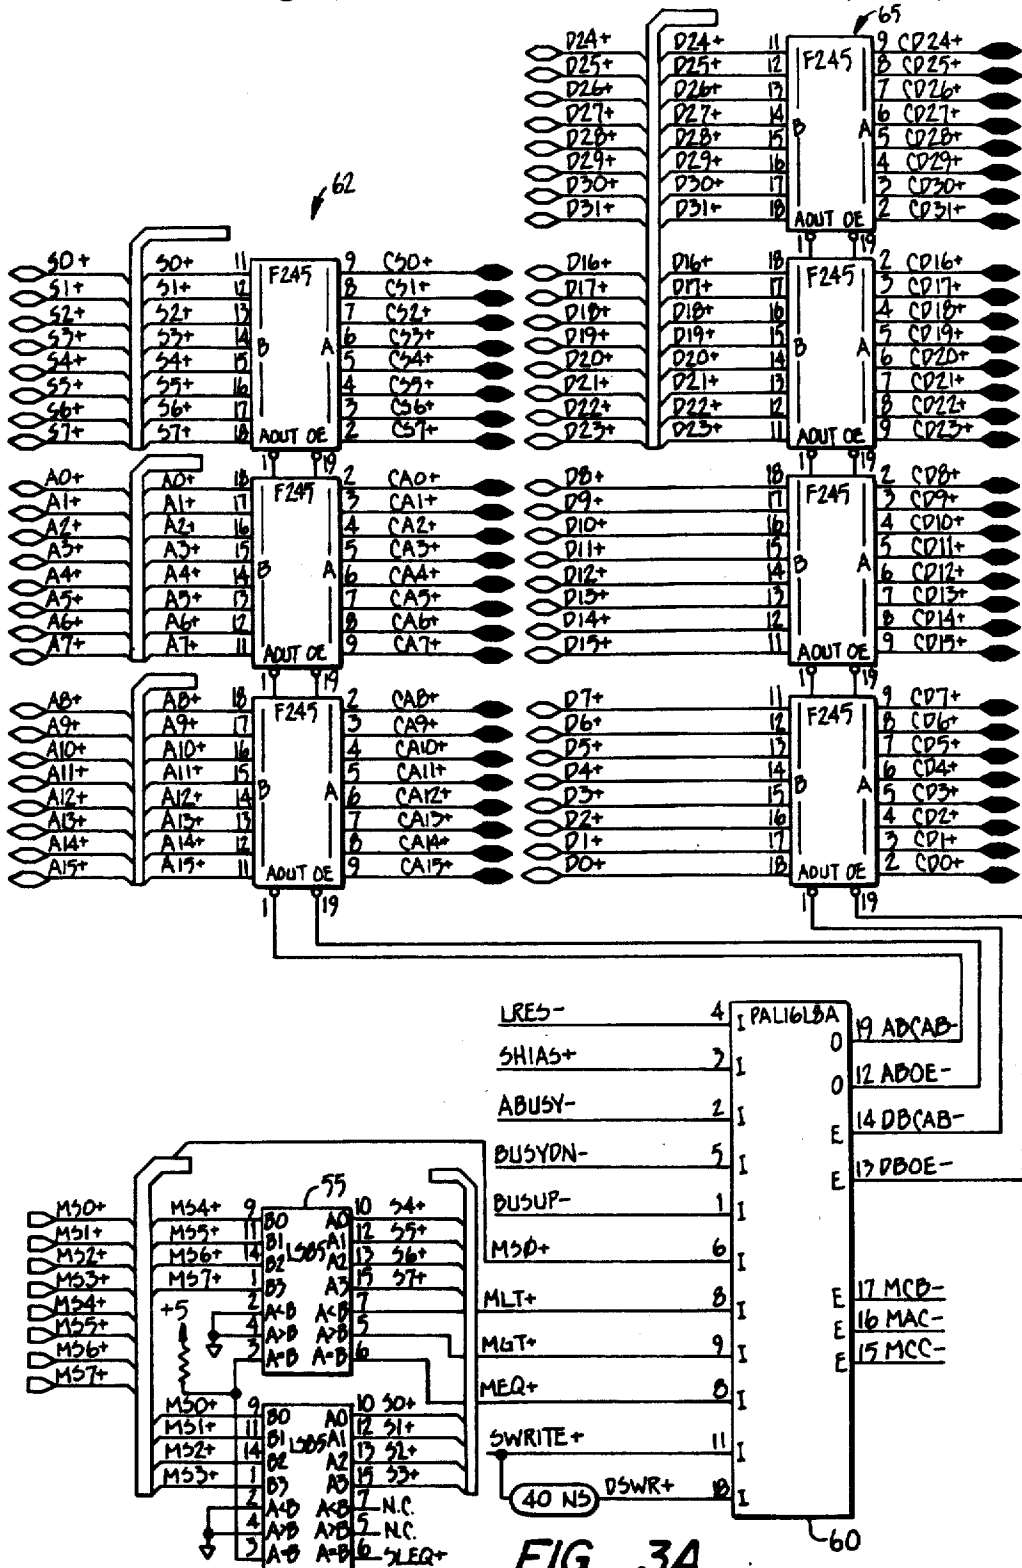 65
D24+ D24+ 11 F245 9 CD24+
D25+ D25+ 12 8 CD25+
D26+ D26+ 13 7 CD26+
D27+ D27+ 14 B A 6 CD27+
D28+ D28+ 15 5 CD28+
D29+ D29+ 16 4 CD29+
D30+ D30+ 17 3 CD30+
D31+ D31+ 18 AOUT OE 2 CD31+
1 19
62
S0+ S0+ 11 F245 9 CS0+
S1+ S1+ 12 8 CS1+
S2+ S2+ 13 7 CS2+
S3+ S3+ 14 B A 6 CS3+
S4+ S4+ 15 5 CS4+
S5+ S5+ 16 4 CS5+
S6+ S6+ 17 3 CS6+
S7+ S7+ 18 AOUT OE 2 CS7+
1 19
D16+ D16+ 18 F245 2 CD16+
D17+ D17+ 17 3 CD17+
D18+ D18+ 16 4 CD18+
D19+ D19+ 15 B A 5 CD19+
D20+ D20+ 14 6 CD20+
D21+ D21+ 13 7 CD21+
D22+ D22+ 12 8 CD22+
D23+ D23+ 11 AOUT OE 9 CD23+
1 19
A0+ A0+ 18 F245 2 CA0+
A1+ A1+ 17 3 CA1+
A2+ A2+ 16 4 CA2+
A3+ A3+ 15 5 CA3+
A4+ A4+ 14 B A 6 CA4+
A5+ A5+ 13 7 CA5+
A6+ A6+ 12 8 CA6+
A7+ A7+ 11 AOUT OE 9 CA7+
1 19
D8+ 18 F245 2 CD8+
D9+ 17 3 CD9+
D10+ 16 4 CD10+
D11+ 15 B A 5 CD11+
D12+ 14 6 CD12+
D13+ 13 7 CD13+
D14+ 12 8 CD14+
D15+ 11 AOUT OE 9 CD15+
1 19
A8+ A8+ 18 F245 2 CA8+
A9+ A9+ 17 3 CA9+
A10+ A10+ 16 4 CA10+
A11+ A11+ 15 B A 5 CA11+
A12+ A12+ 14 6 CA12+
A13+ A13+ 13 7 CA13+
A14+ A14+ 12 8 CA14+
A15+ A15+ 11 AOUT OE 9 CA15+
1 19
D7+ 11 F245 9 CD7+
D6+ 12 8 CD6+
D5+ 13 7 CD5+
D4+ 14 B A 6 CD4+
D3+ 15 5 CD3+
D2+ 16 4 CD2+
D1+ 17 3 CD1+
D0+ 18 AOUT OE 2 CD0+
1 19
LRES- 4 I PAL16L8A O 19 ABCAB-
SHIAS+ 3 I O 12 ABOE-
ABUSY- 2 I E 14 DBCAB-
BUSYDN- 5 I E 13 DBOE-
BUSUP- 1 I
MSØ+ 6 I
MLT+ 8 I E 17 MCB-
MGT+ 9 I E 16 MAC-
MEQ+ 8 I E 15 MCC-
SWRITE+ 11 I
40 NS DSWR+ 18 I
60
55
MS0+ MS4+ 9 B0 A0 10 S4+
MS1+ MS5+ 11 B1 LS85 A1 12 S5+
MS2+ MS6+ 14 B2 A2 13 S6+
MS3+ MS7+ 1 B3 A3 15 S7+
MS4+ 2 A<B A<B 7
MS5+ +5 4 A>B A>B 5
MS6+ 3 A=B A=B 6
MS7+
MS0+ 9 B0 A0 10 S0+
MS1+ 11 B1 LS85 A1 12 S1+
MS2+ 14 B2 A2 13 S2+
MS3+ 1 B3 A3 15 S3+
2 A<B A<B 7 N.C.
4 A>B A>B 5 N.C.
3 A=B A=B 6 SLEQ+
FIG. 3A